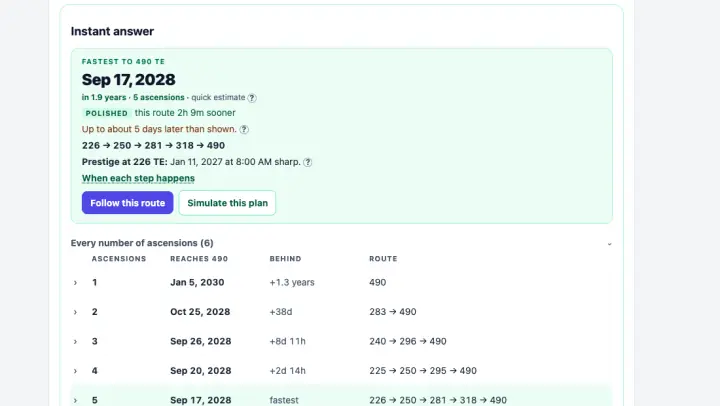 Instant answer
FASTEST TO 490 TE
Sep 17, 2028
in 1.9 years · 5 ascensions · quick estimate ?
POLISHED this route 2h 9m sooner
Up to about 5 days later than shown. ?
226 → 250 → 281 → 318 → 490
Prestige at 226 TE: Jan 11, 2027 at 8:00 AM sharp. ?
When each step happens
Follow this route Simulate this plan
Every number of ascensions (6)
ASCENSIONS REACHES 490 BEHIND ROUTE
› 1 Jan 5, 2030 +1.3 years 490
› 2 Oct 25, 2028 +38d 283 → 490
› 3 Sep 26, 2028 +8d 11h 240 → 296 → 490
› 4 Sep 20, 2028 +2d 14h 225 → 250 → 295 → 490
› 5 Sep 17, 2028 fastest 226 → 250 → 281 → 318 → 490